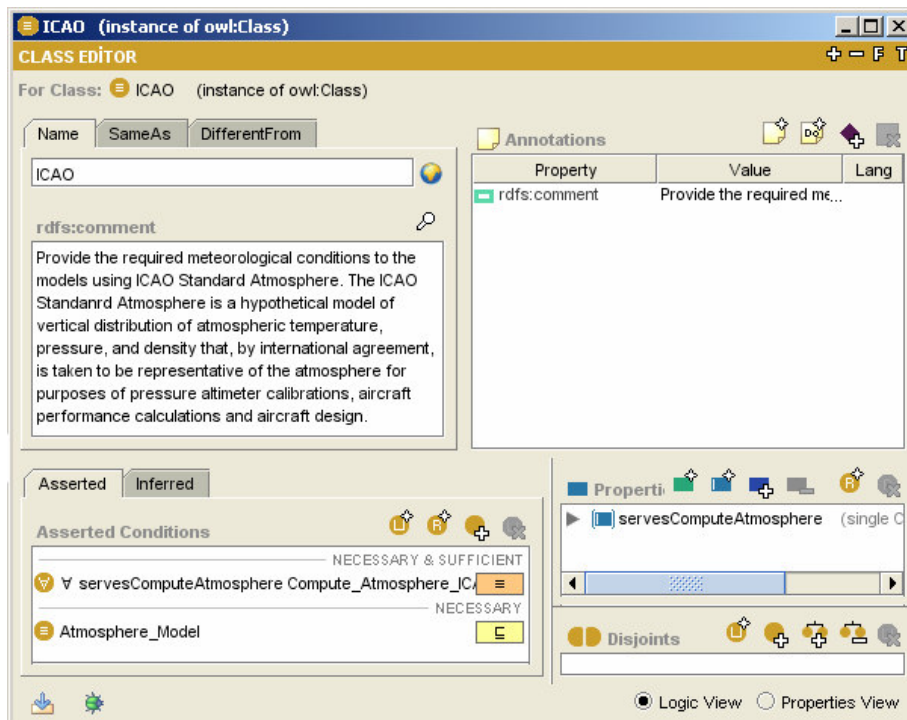 ICAO (instance of owl:Class)
CLASS EDİTOR
F T
For Class: ICAO (instance of owl:Class)
Name SameAs DifferentFrom
ICAO
rdfs:comment
Provide the required meteorological conditions to the
models using ICAO Standard Atmosphere. The ICAO
Standanrd Atmosphere is a hypothetical model of
vertical distribution of atmospheric temperature,
pressure, and density that, by international agreement,
is taken to be representative of the atmosphere for
purposes of pressure altimeter calibrations, aircraft
performance calculations and aircraft design.
Annotations
Property Value Lang
rdfs:comment Provide the required me...
Asserted Inferred
Asserted Conditions
NECESSARY & SUFFICIENT
∀ servesComputeAtmosphere Compute_Atmosphere_IC
≡
NECESSARY
Atmosphere_Model
⊑
Properti
servesComputeAtmosphere (single C
Disjoints
Logic View Properties View